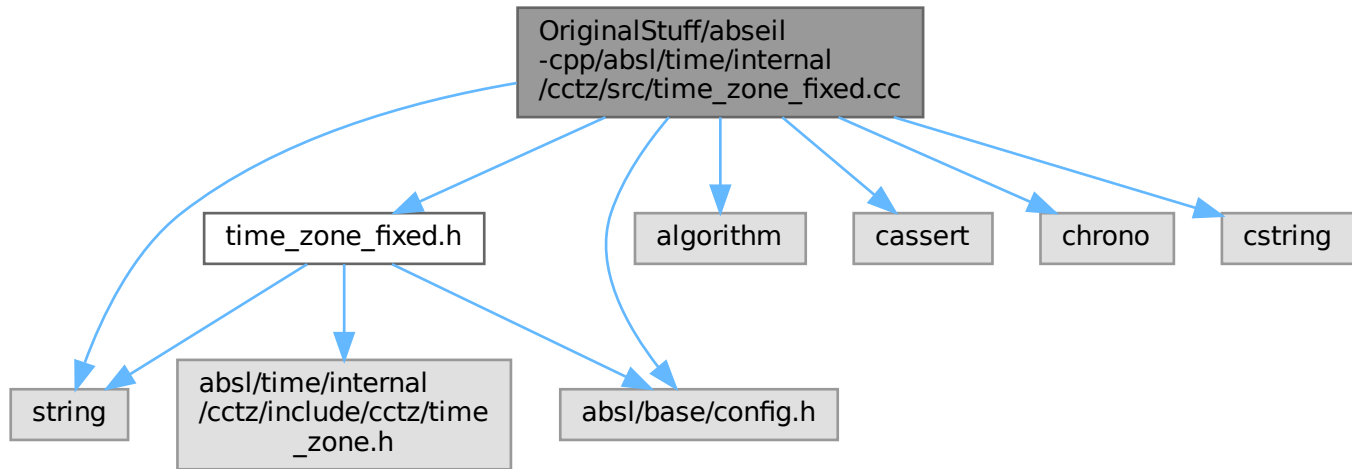 OriginalStuff/abseil
-cpp/absl/time/internal
/cctz/src/time_zone_fixed.cc
time_zone_fixed.h
algorithm
cassert
chrono
cstring
string
absl/time/internal
/cctz/include/cctz/time
_zone.h
absl/base/config.h